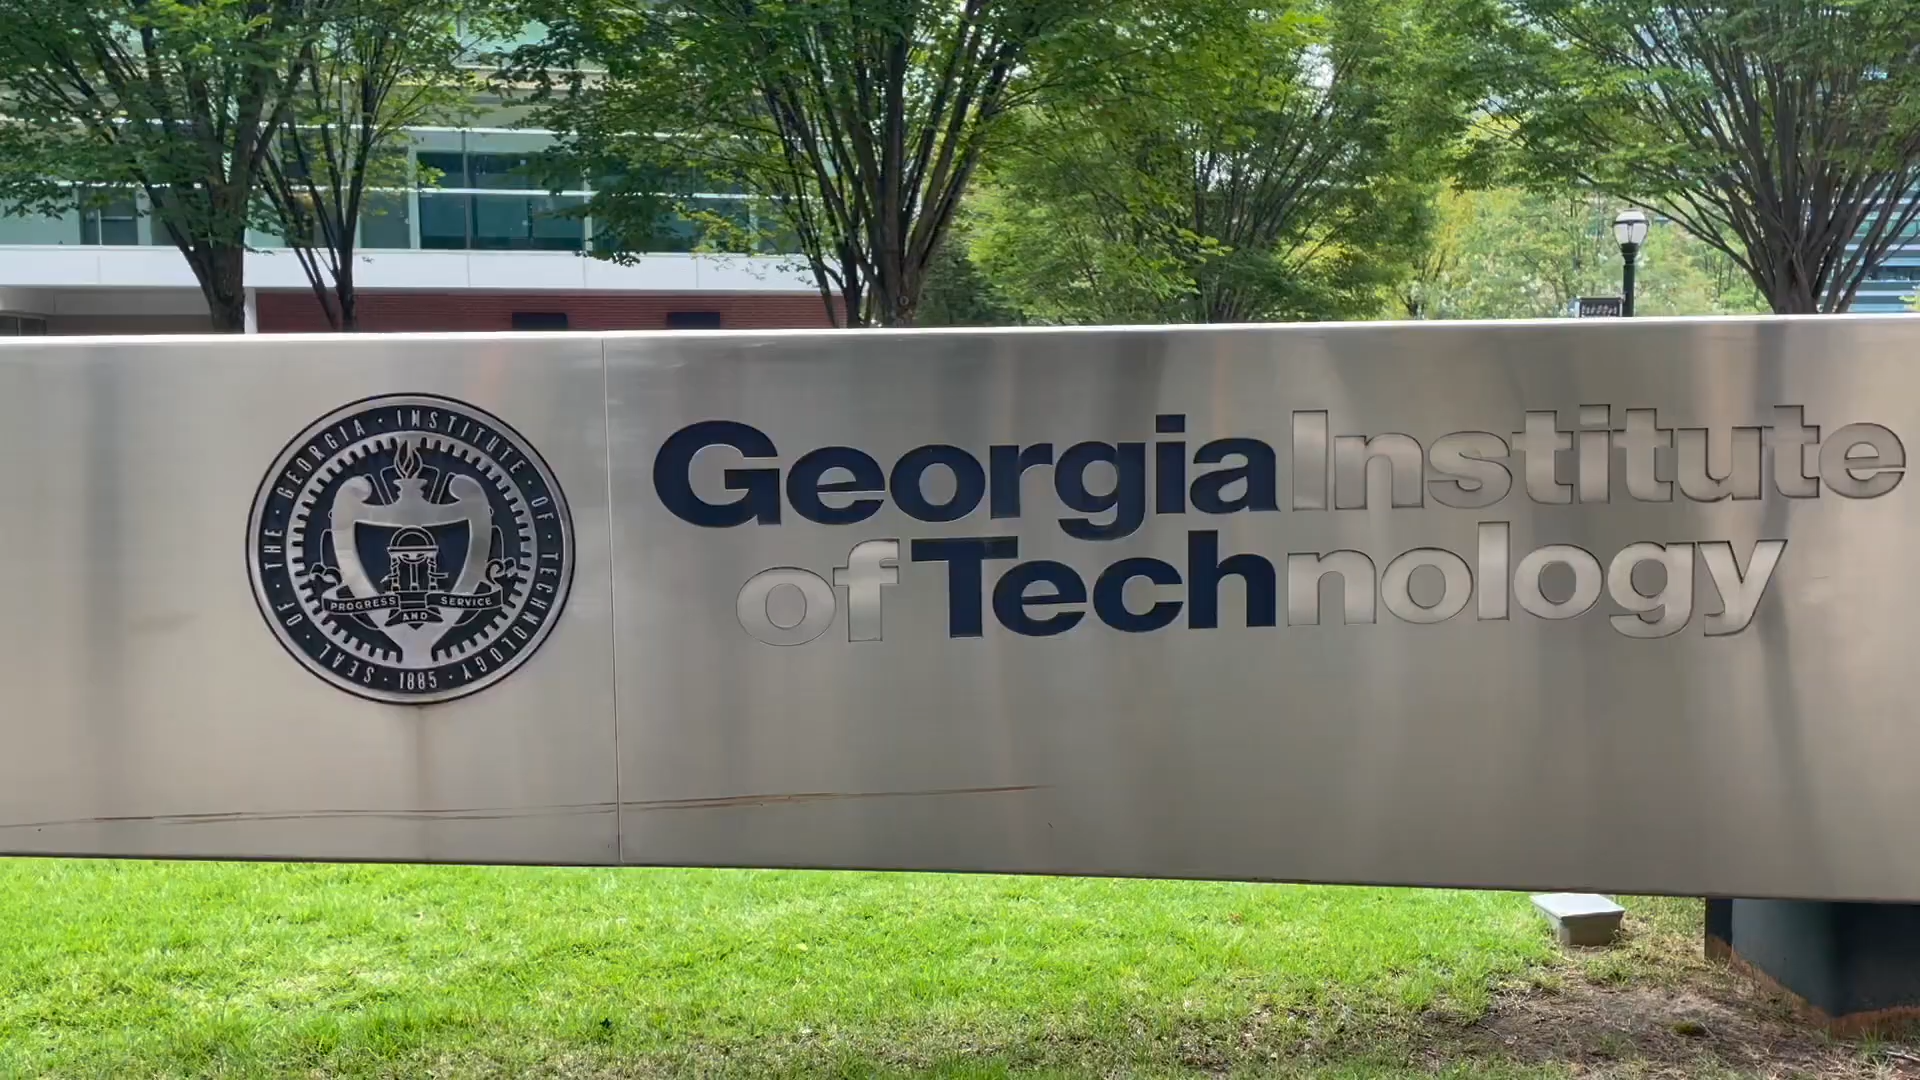 SEAL · OF · THE · GEORGIA · INSTITUTE · OF · TECHNOLOGY · 1885
PROGRESS AND SERVICE
Georgia Institute
of Technology